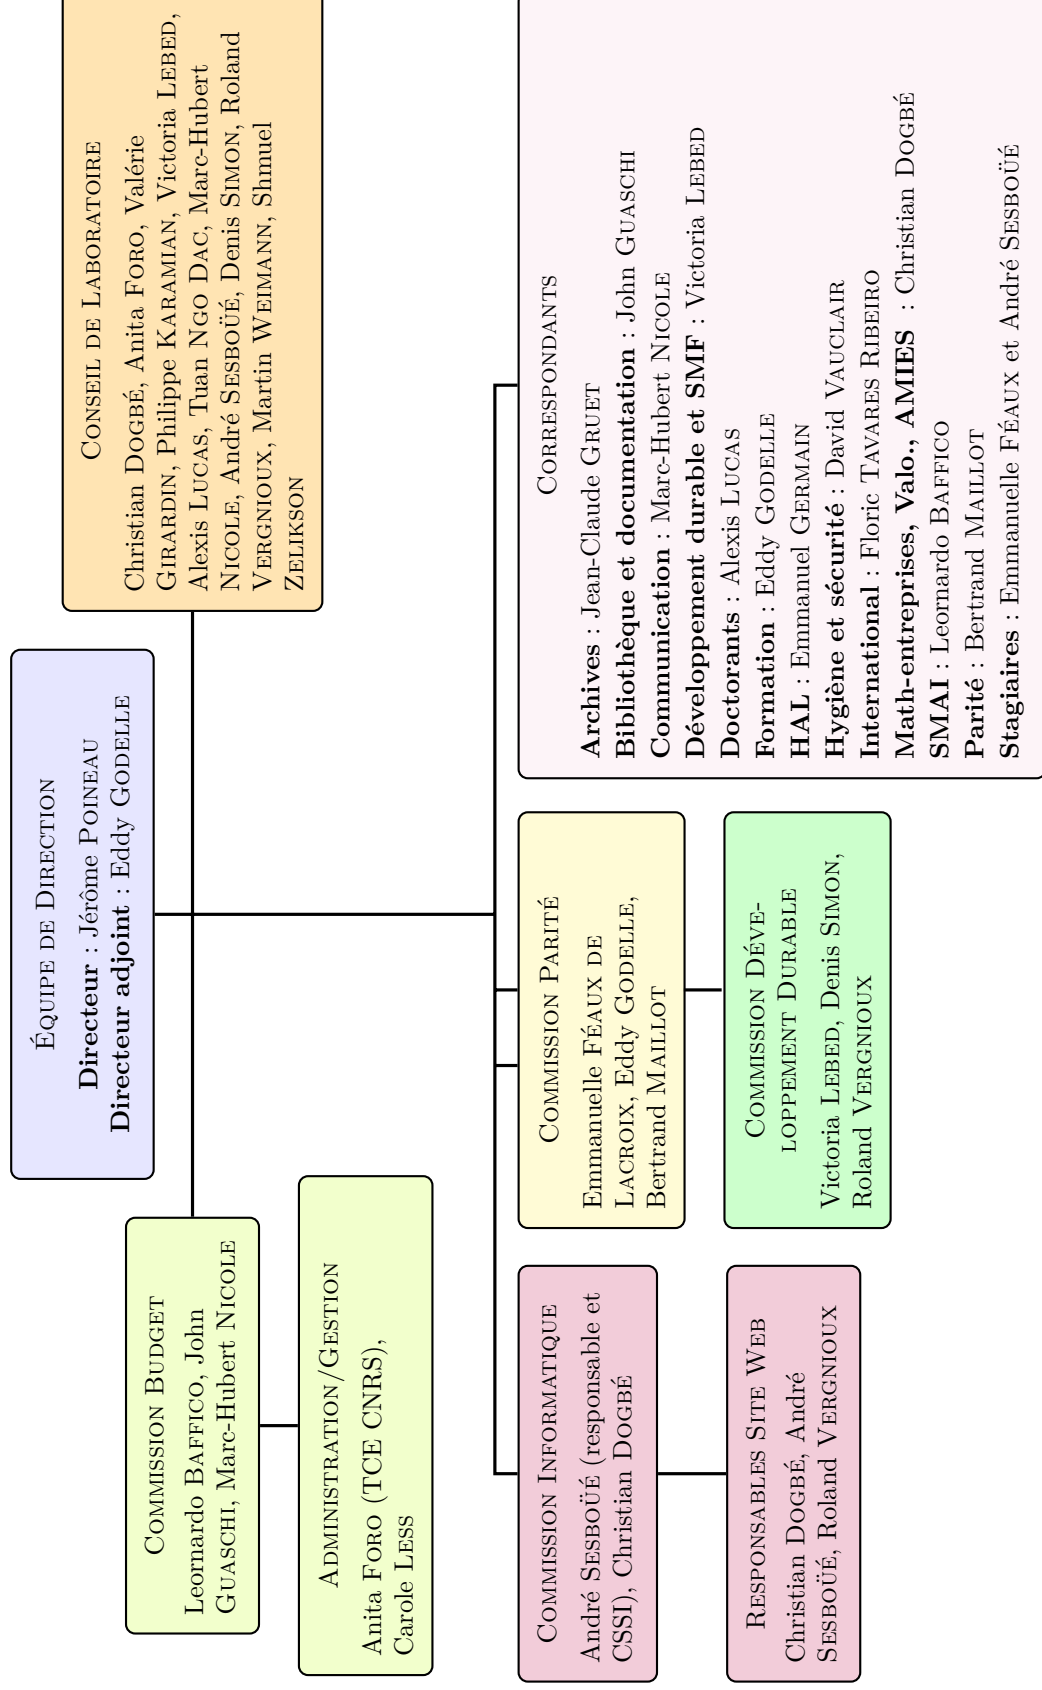 ÉQUIPE DE DIRECTION
Directeur : Jérôme POINEAU
Directeur adjoint : Eddy GODELLE
COMMISSION BUDGET
Leornardo BAFFICO, John
GUASCHI, Marc-Hubert NICOLE
ADMINISTRATION/GESTION
Anita FORO (TCE CNRS),
Carole LESS
CONSEIL DE LABORATOIRE
Christian DOGBÉ, Anita FORO, Valérie
GIRARDIN, Philippe KARAMIAN, Victoria LEBED,
Alexis LUCAS, Tuan NGO DAC, Marc-Hubert
NICOLE, André SESBOÜÉ, Denis SIMON, Roland
VERGNIOUX, Martin WEIMANN, Shmuel
ZELIKSON
COMMISSION INFORMATIQUE
André SESBOÜÉ (responsable et
CSSI), Christian DOGBÉ
RESPONSABLES SITE WEB
Christian DOGBÉ, André
SESBOÜÉ, Roland VERGNIOUX
COMMISSION PARITÉ
Emmanuelle FÉAUX DE
LACROIX, Eddy GODELLE,
Bertrand MAILLOT
COMMISSION DÉVE-
LOPPEMENT DURABLE
Victoria LEBED, Denis SIMON,
Roland VERGNIOUX
CORRESPONDANTS
Archives : Jean-Claude GRUET
Bibliothèque et documentation : John GUASCHI
Communication : Marc-Hubert NICOLE
Développement durable et SMF : Victoria LEBED
Doctorants : Alexis LUCAS
Formation : Eddy GODELLE
HAL : Emmanuel GERMAIN
Hygiène et sécurité : David VAUCLAIR
International : Floric TAVARES RIBEIRO
Math-entreprises, Valo., AMIES : Christian DOGBÉ
SMAI : Leornardo BAFFICO
Parité : Bertrand MAILLOT
Stagiaires : Emmanuelle FÉAUX et André SESBOÜÉ